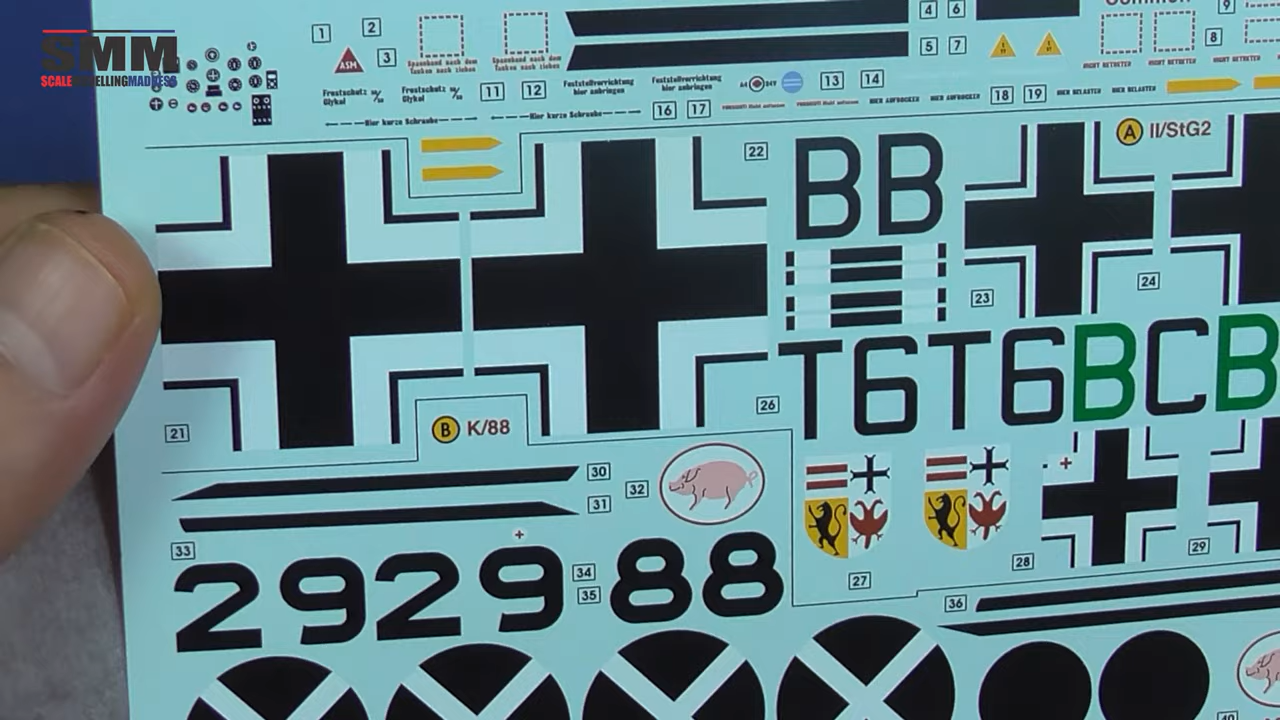 SMM
SCALEMODELLINGMADNESS
1
2
3
ASM
Spannband nach dem
Tanken nach ziehen
Spannband nach dem
Tanken nach ziehen
4
6
5
7
9
8
NICHT BETRETEN
NICHT BETRETEN
Frostschutz
Glykol
Frostschutz
Glykol
11
12
Feststellvorrichtung
hier anbringen
Feststellvorrichtung
hier anbringen
13
14
16
17
HIER AUFBOCKEN
HIER AUFBOCKEN
18
19
HIER BELASTEN
HIER BELASTEN
Hier kurze Schraube
Hier kurze Schraube
22
BB
A II/StG2
23
24
21
B K/88
26
T6T6BCB
30
31
32
33
2929
34
35
88
27
28
29
36